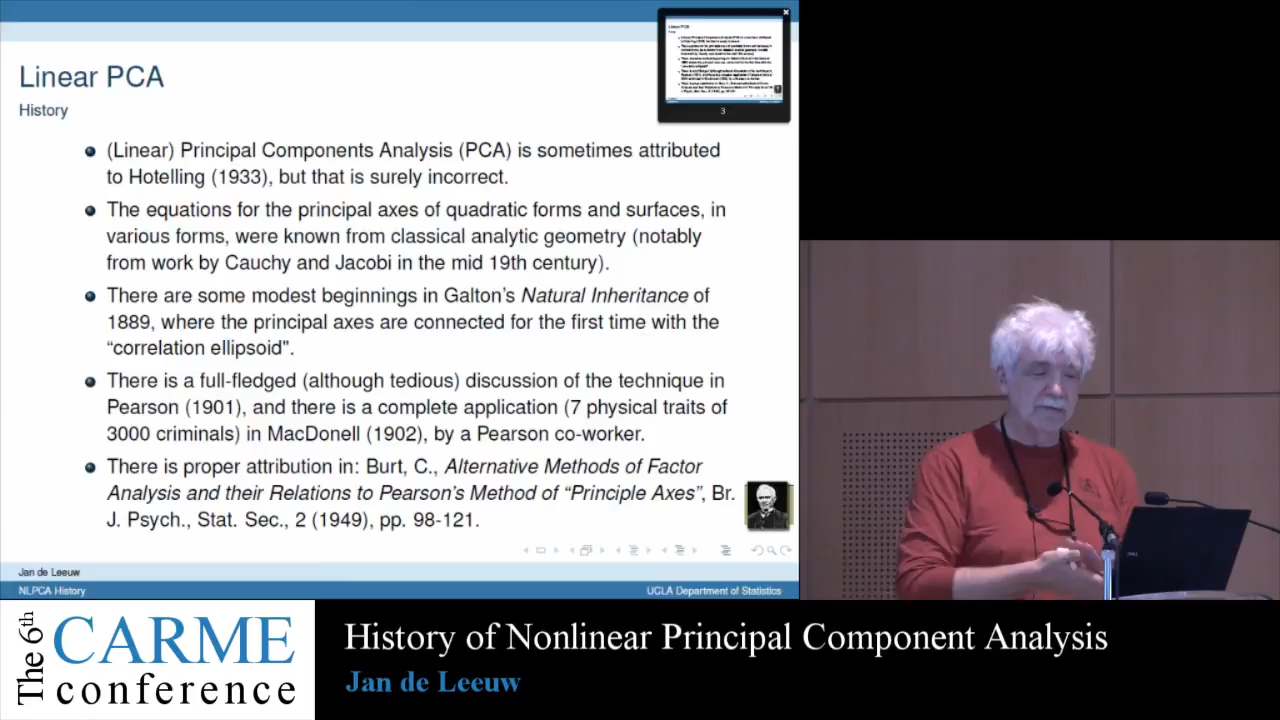 Linear PCA
History
3
(Linear) Principal Components Analysis (PCA) is sometimes attributed
to Hotelling (1933), but that is surely incorrect.
The equations for the principal axes of quadratic forms and surfaces, in
various forms, were known from classical analytic geometry (notably
from work by Cauchy and Jacobi in the mid 19th century).
There are some modest beginnings in Galton's Natural Inheritance of
1889, where the principal axes are connected for the first time with the
“correlation ellipsoid".
There is a full-fledged (although tedious) discussion of the technique in
Pearson (1901), and there is a complete application (7 physical traits of
3000 criminals) in MacDonell (1902), by a Pearson co-worker.
There is proper attribution in: Burt, C., Alternative Methods of Factor
Analysis and their Relations to Pearson's Method of “Principle Axes”, Br.
J. Psych., Stat. Sec., 2 (1949), pp. 98-121.
Jan de Leeuw
NLPCA History
UCLA Department of Statistics
The 6th
CARME
conference
History of Nonlinear Principal Component Analysis
Jan de Leeuw